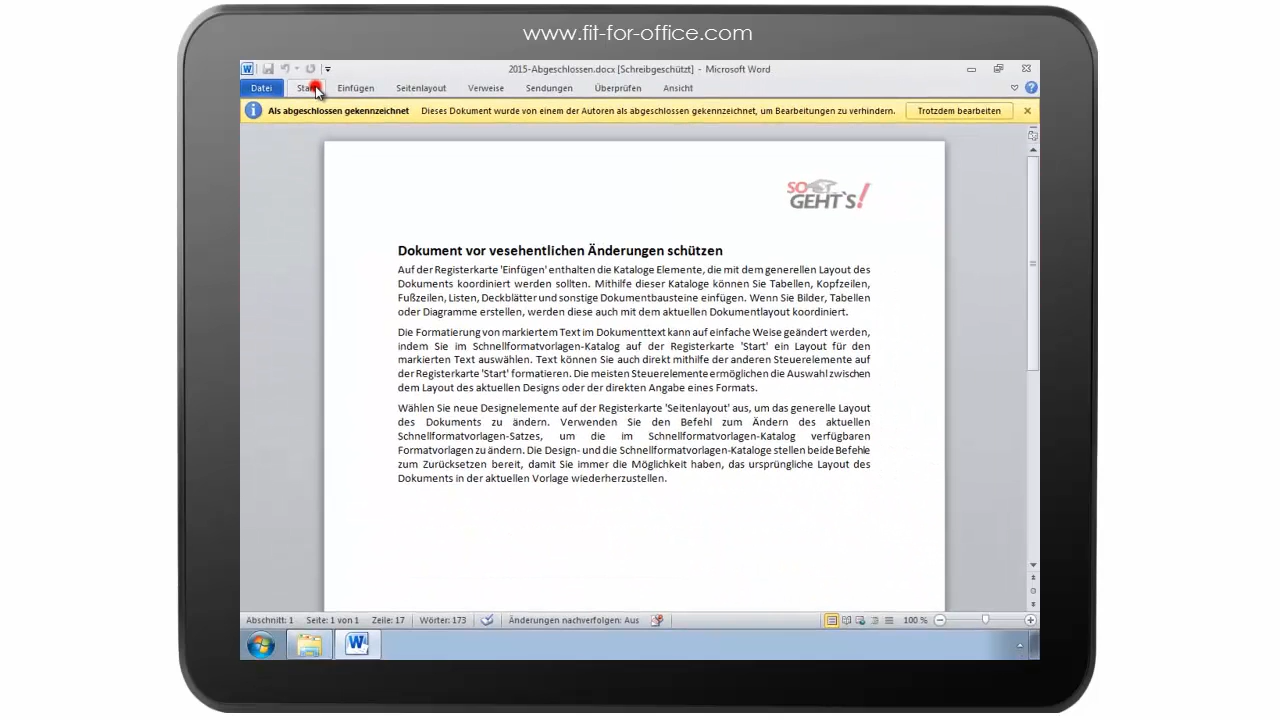 www.fit-for-office.com
2015-Abgeschlossen.docx [Schreibgeschützt] - Microsoft Word
Datei Einfügen Seitenlayout Verweise Sendungen Überprüfen Ansicht
Als abgeschlossen gekennzeichnet Dieses Dokument wurde von einem der Autoren als abgeschlossen gekennzeichnet, um Bearbeitungen zu verhindern. Trotzdem bearbeiten
SO
GEHT`S!
Dokument vor vesehentlichen Änderungen schützen
Auf der Registerkarte 'Einfügen' enthalten die Kataloge Elemente, die mit dem generellen Layout des
Dokuments koordiniert werden sollten. Mithilfe dieser Kataloge können Sie Tabellen, Kopfzeilen,
Fußzeilen, Listen, Deckblätter und sonstige Dokumentbausteine einfügen. Wenn Sie Bilder, Tabellen
oder Diagramme erstellen, werden diese auch mit dem aktuellen Dokumentlayout koordiniert.
Die Formatierung von markiertem Text im Dokumenttext kann auf einfache Weise geändert werden,
indem Sie im Schnellformatvorlagen-Katalog auf der Registerkarte 'Start' ein Layout für den
markierten Text auswählen. Text können Sie auch direkt mithilfe der anderen Steuerelemente auf
der Registerkarte 'Start' formatieren. Die meisten Steuerelemente ermöglichen die Auswahl zwischen
dem Layout des aktuellen Designs oder der direkten Angabe eines Formats.
Wählen Sie neue Designelemente auf der Registerkarte 'Seitenlayout' aus, um das generelle Layout
des Dokuments zu ändern. Verwenden Sie den Befehl zum Ändern des aktuellen
Schnellformatvorlagen-Satzes, um die im Schnellformatvorlagen-Katalog verfügbaren
Formatvorlagen zu ändern. Die Design- und die Schnellformatvorlagen-Kataloge stellen beide Befehle
zum Zurücksetzen bereit, damit Sie immer die Möglichkeit haben, das ursprüngliche Layout des
Dokuments in der aktuellen Vorlage wiederherzustellen.
Abschnitt: 1 Seite: 1 von 1 Zeile: 17 Wörter: 173 Änderungen nachverfolgen: Aus 100 %